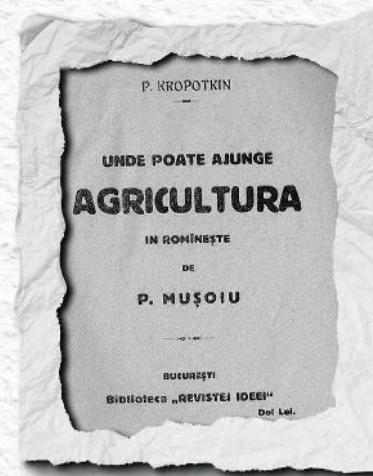 P. KROPOTKIN
UNDE POATE AJUNGE
AGRICULTURA
IN ROMÎNEȘTE
DE
P. MUȘOIU
BUCUREȘTI
Biblioteca „REVISTEI IDEEI“
Doi Lei.